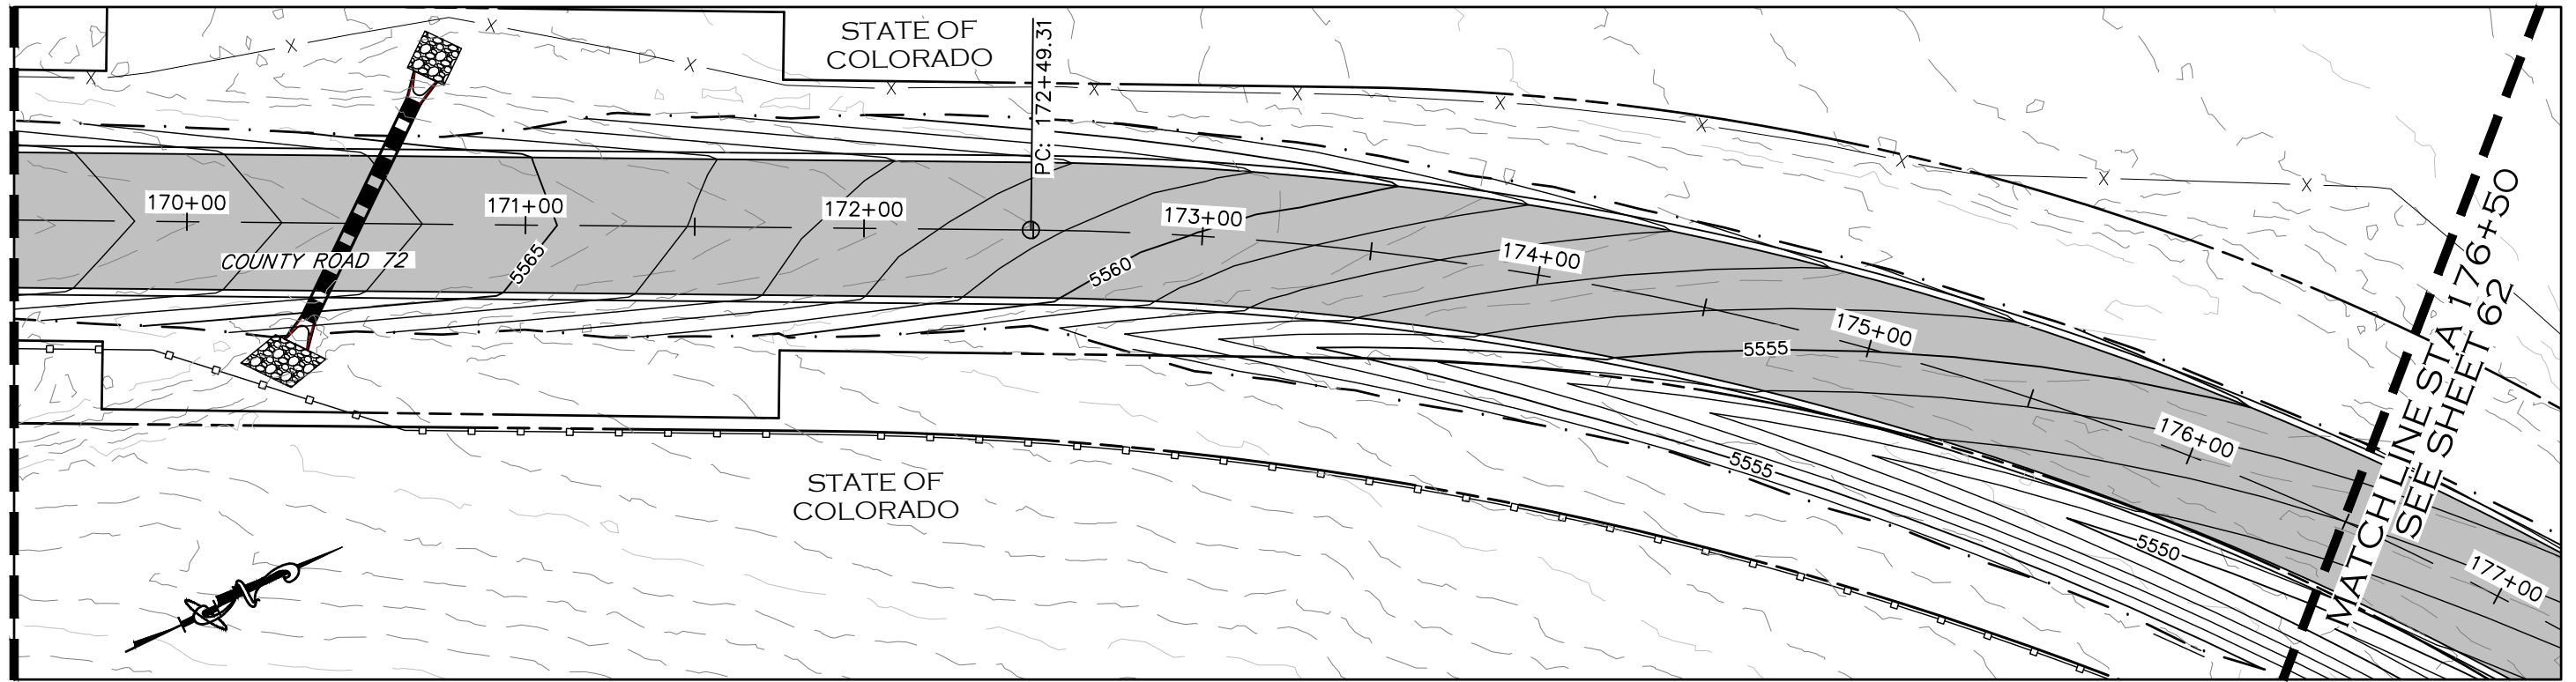 STATE OF
COLORADO
PC: 172+49.31
170+00
171+00
172+00
173+00
174+00
175+00
176+00
177+00
COUNTY ROAD 72
5565
5560
5555
5555
5550
STATE OF
COLORADO
MATCH LINE STA 176+50
SEE SHEET 62